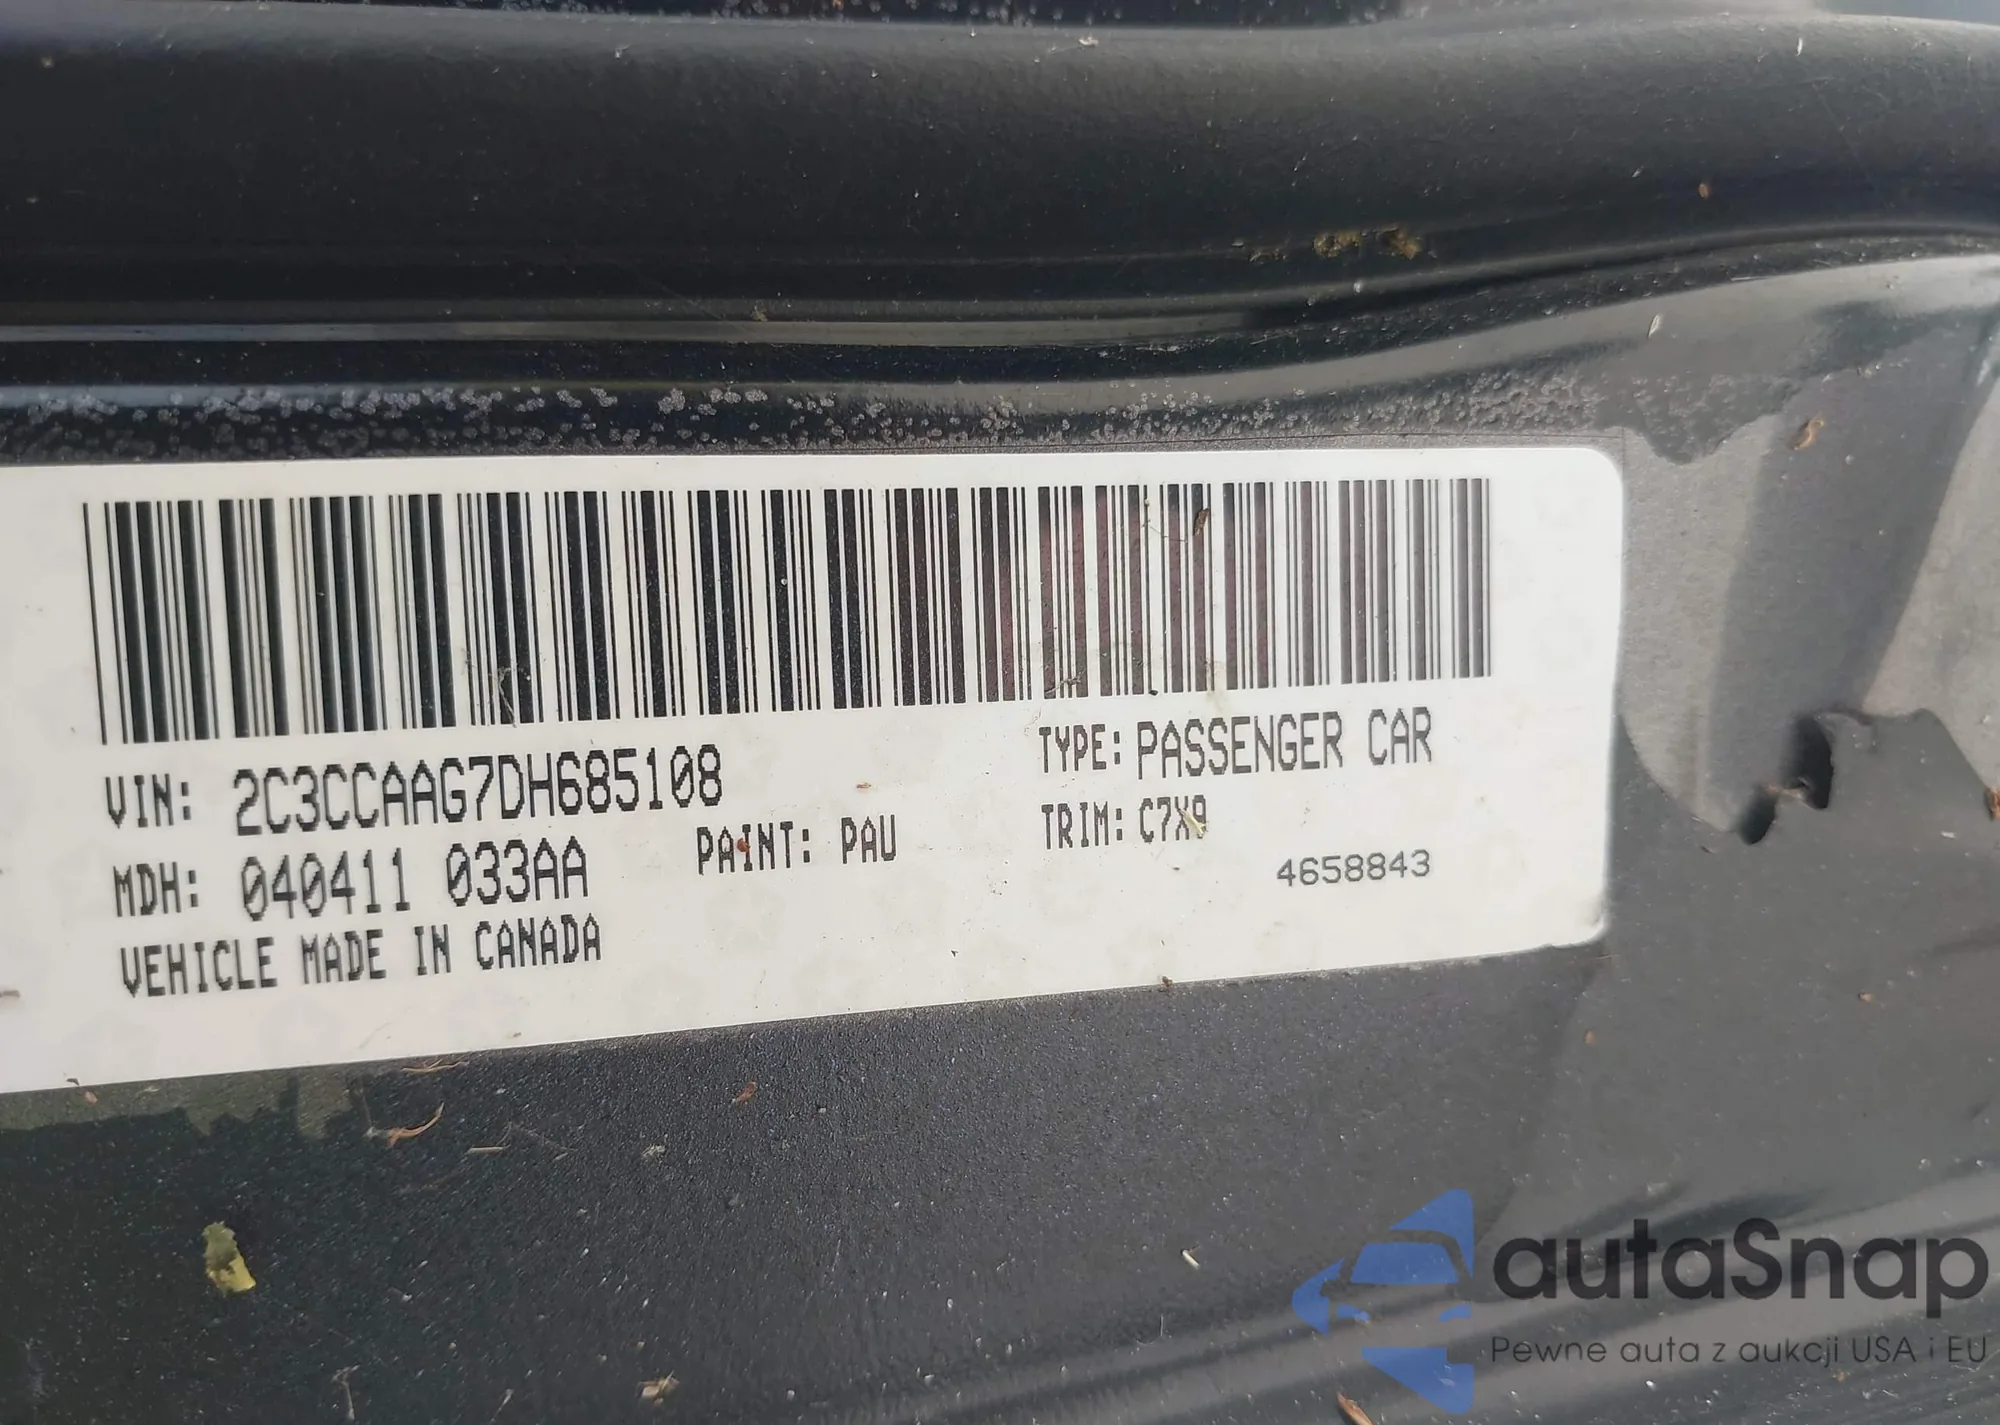 VIN: 2C3CCAAG7DH685108
TYPE: PASSENGER CAR
MDH: 040411 033AA
PAINT: PAU
TRIM: C7X9
4658843
VEHICLE MADE IN CANADA
autaSnap
Pewne auta z aukcji USA i EU